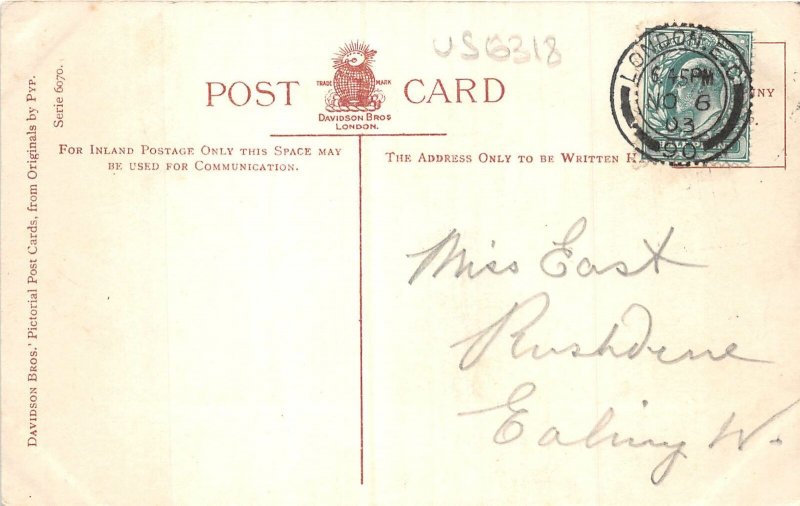 US6318
POST CARD
TRADE MARK
DAVIDSON BROS
LONDON.
FOR INLAND POSTAGE ONLY THIS SPACE MAY
BE USED FOR COMMUNICATION.
THE ADDRESS ONLY TO BE WRITTEN
LONDON.E.C
6.45PM
NO 6
03
90
Miss East
Rushdene
Ealing W.
DAVIDSON BROS.' Pictorial Post Cards, from Originals by PYP.
Serie 6070.